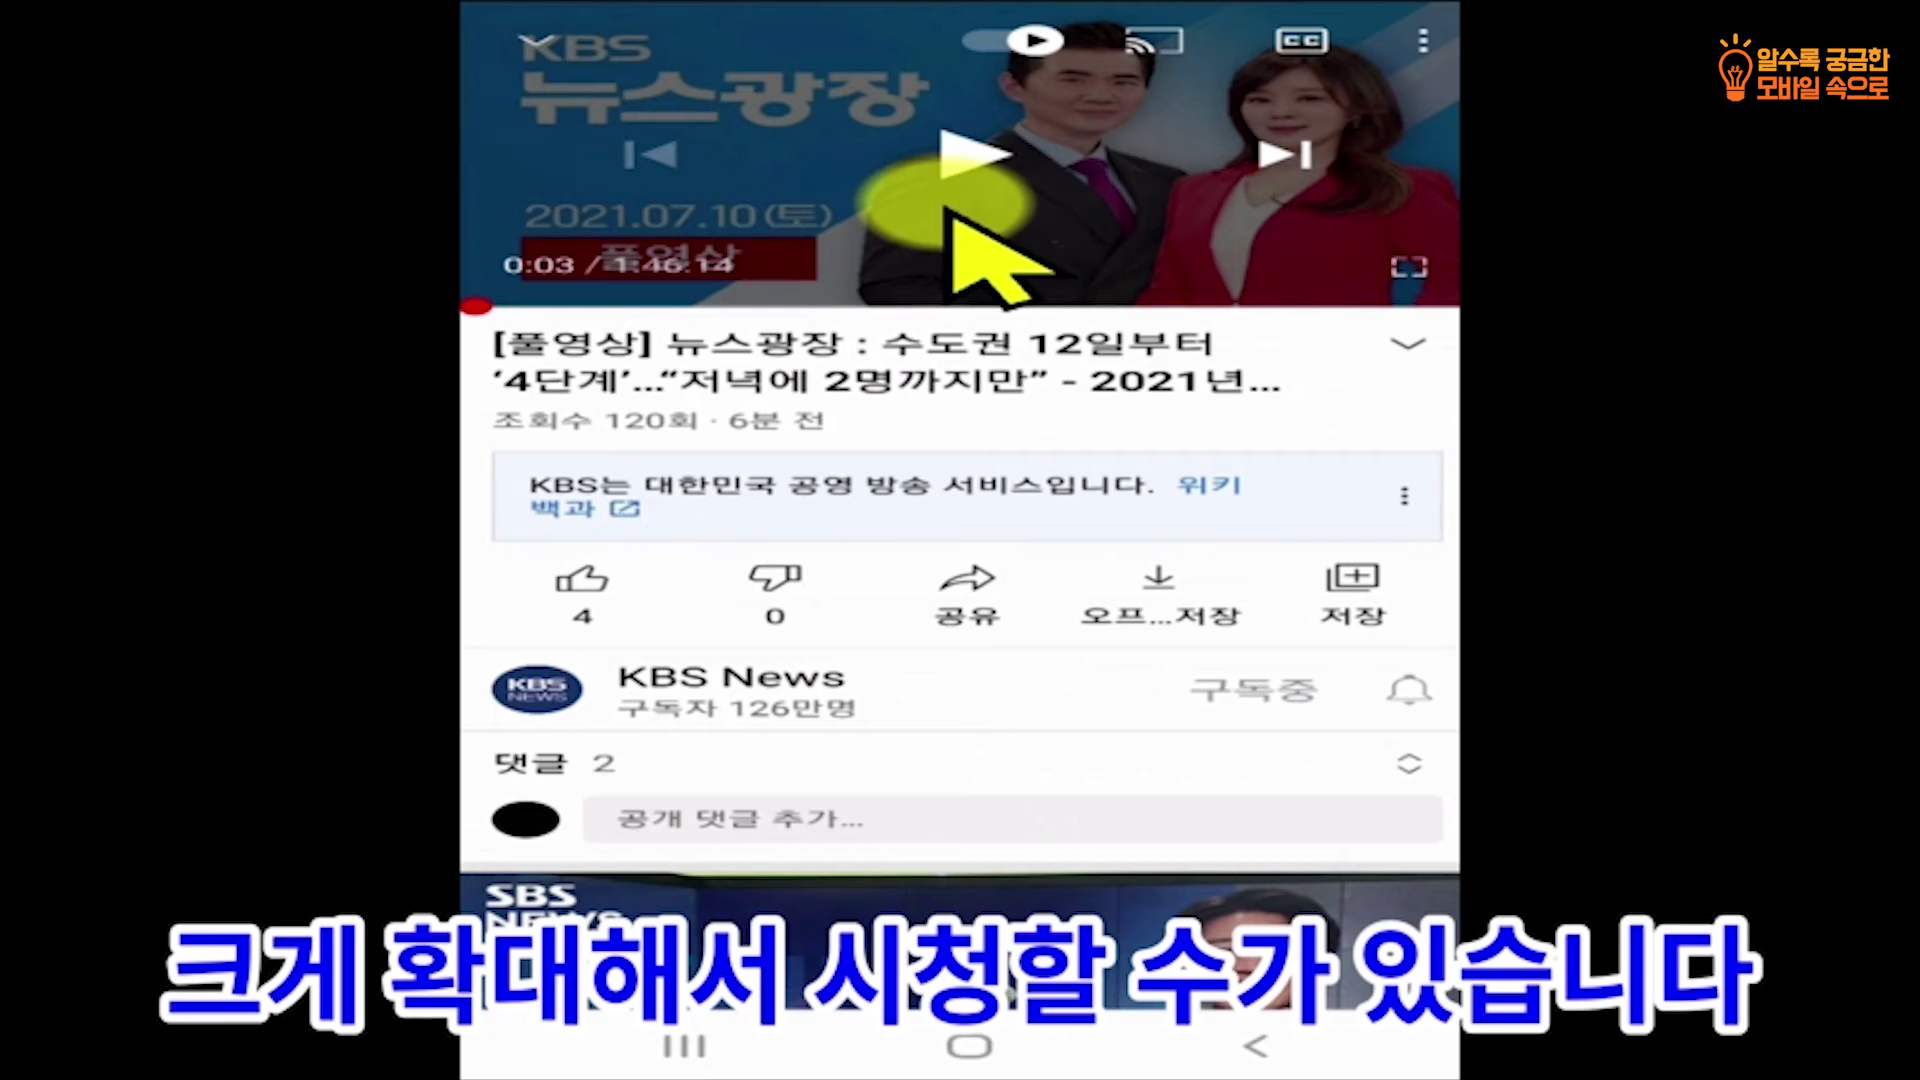 KBS
뉴스광장
CC
알수록 궁금한
모바일 속으로
2021.07.10(토)
풀영상
0:03 / 1:46:14
[풀영상] 뉴스광장 : 수도권 12일부터
‘4단계’...“저녁에 2명까지만” - 2021년...
조회수 120회 · 6분 전
KBS는 대한민국 공영 방송 서비스입니다. 위키
백과
4
0
공유
오프...저장
저장
KBS NEWS
KBS News
구독자 126만명
구독중
댓글 2
공개 댓글 추가...
SBS
NEWS
크게 확대해서 시청할 수가 있습니다